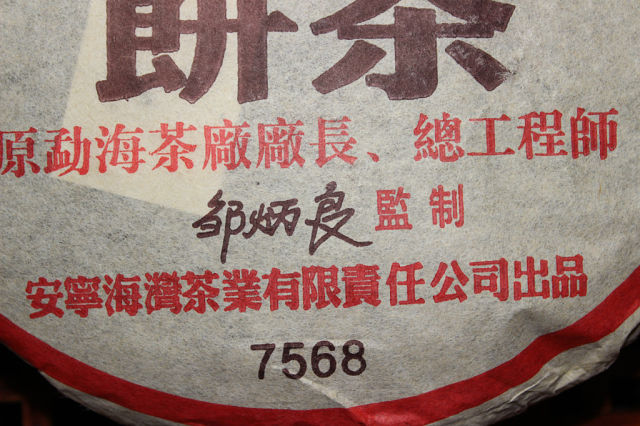 餅茶
原勐海茶廠廠長、總工程師
邹炳良監制
安寧海灣茶業有限責任公司出品
7568